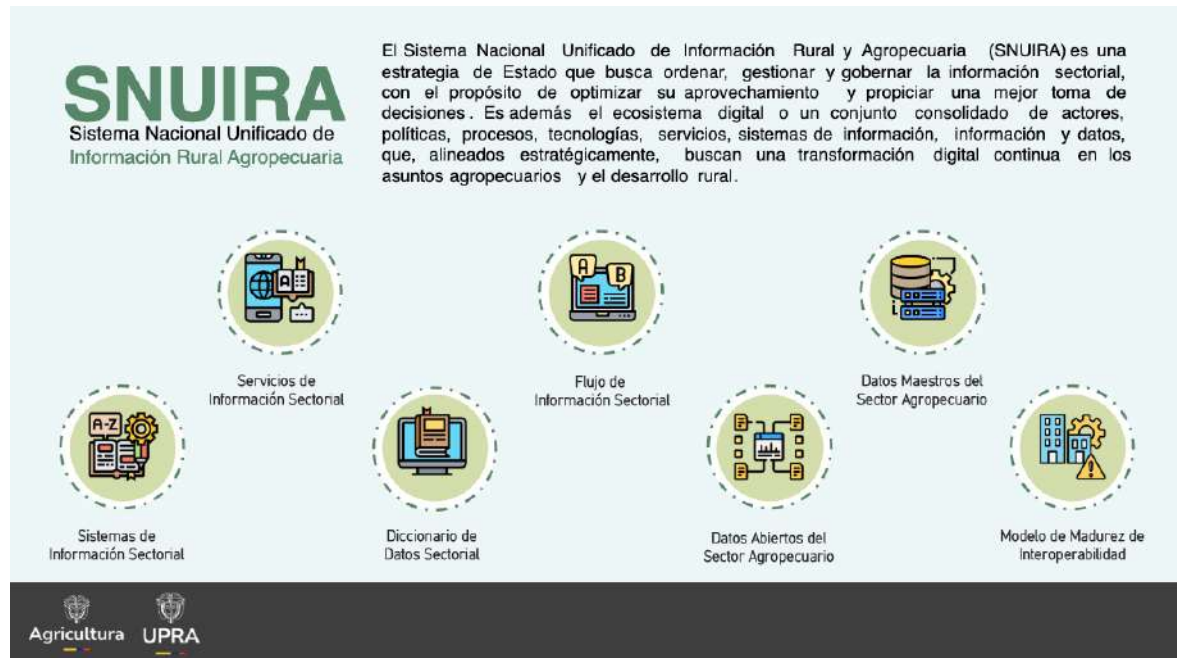 SNUIRA
Sistema Nacional Unificado de
Información Rural Agropecuaria
El Sistema Nacional Unificado de Información Rural y Agropecuaria (SNUIRA) es una
estrategia de Estado que busca ordenar, gestionar y gobernar la información sectorial,
con el propósito de optimizar su aprovechamiento y propiciar una mejor toma de
decisiones. Es además el ecosistema digital o un conjunto consolidado de actores,
políticas, procesos, tecnologías, servicios, sistemas de información, información y datos,
que, alineados estratégicamente, buscan una transformación digital continua en los
asuntos agropecuarios y el desarrollo rural.
A
A
B
Servicios de
Información Sectorial
Flujo de
Información Sectorial
Datos Maestros del
Sector Agropecuario
A-Z
Sistemas de
Información Sectorial
Diccionario de
Datos Sectorial
Datos Abiertos del
Sector Agropecuario
Modelo de Madurez de
Interoperabilidad
Agricultura
UPRA